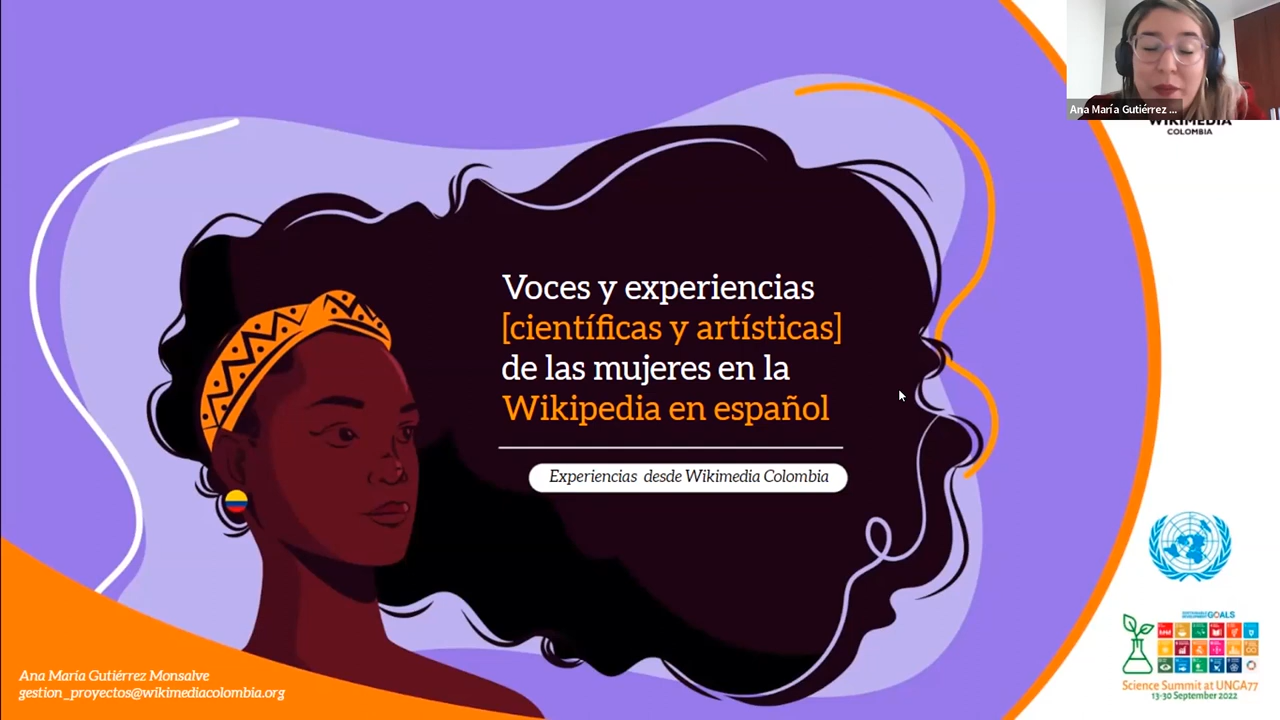 Ana María Gutiérrez ...
WIKIMEDIA
COLOMBIA
Voces y experiencias
[científicas y artísticas]
de las mujeres en la
Wikipedia en español
Experiencias desde Wikimedia Colombia
GOALS
Science Summit at UNGA77
13-30 September 2022
Ana María Gutiérrez Monsalve
gestion_proyectos@wikimediacolombia.org